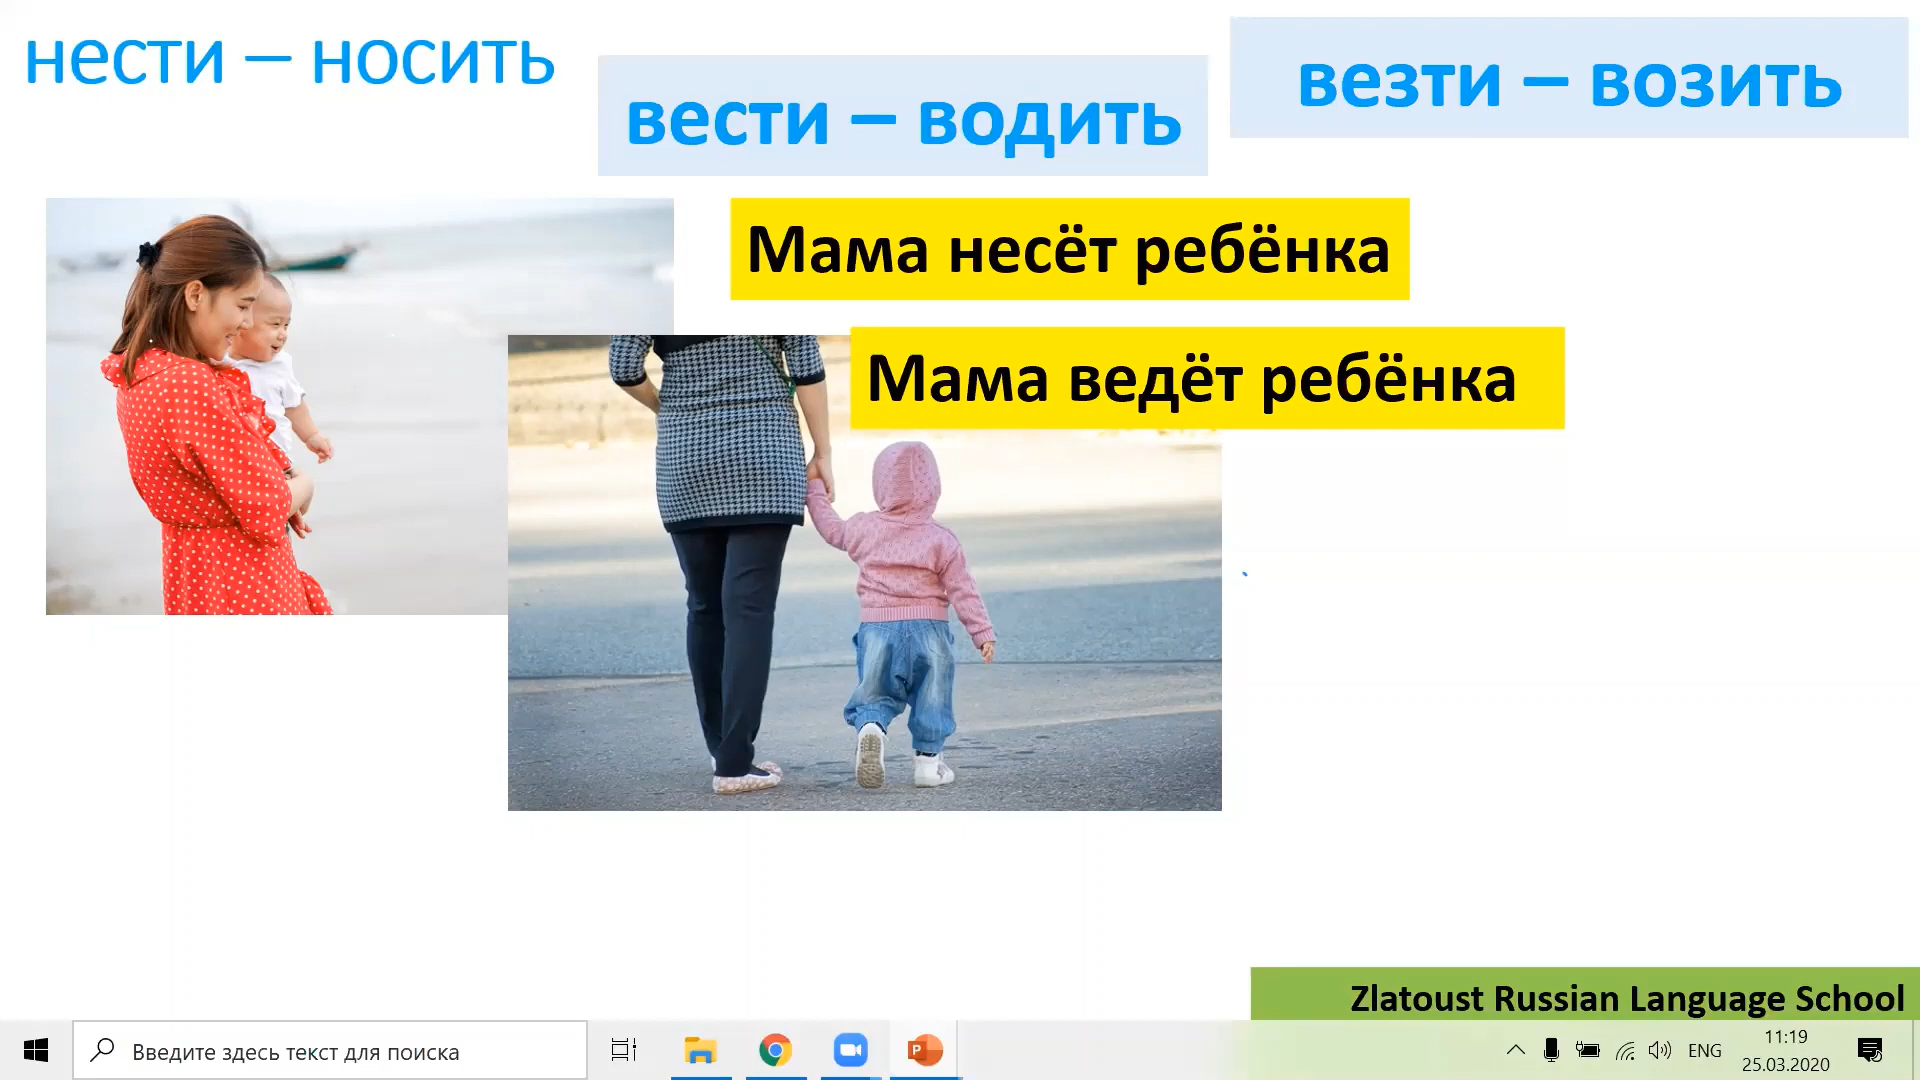 нести – носить
вести – водить
везти – возить
Мама несёт ребёнка
Мама ведёт ребёнка
Zlatoust Russian Language School
Введите здесь текст для поиска
P
ENG
11:19
25.03.2020